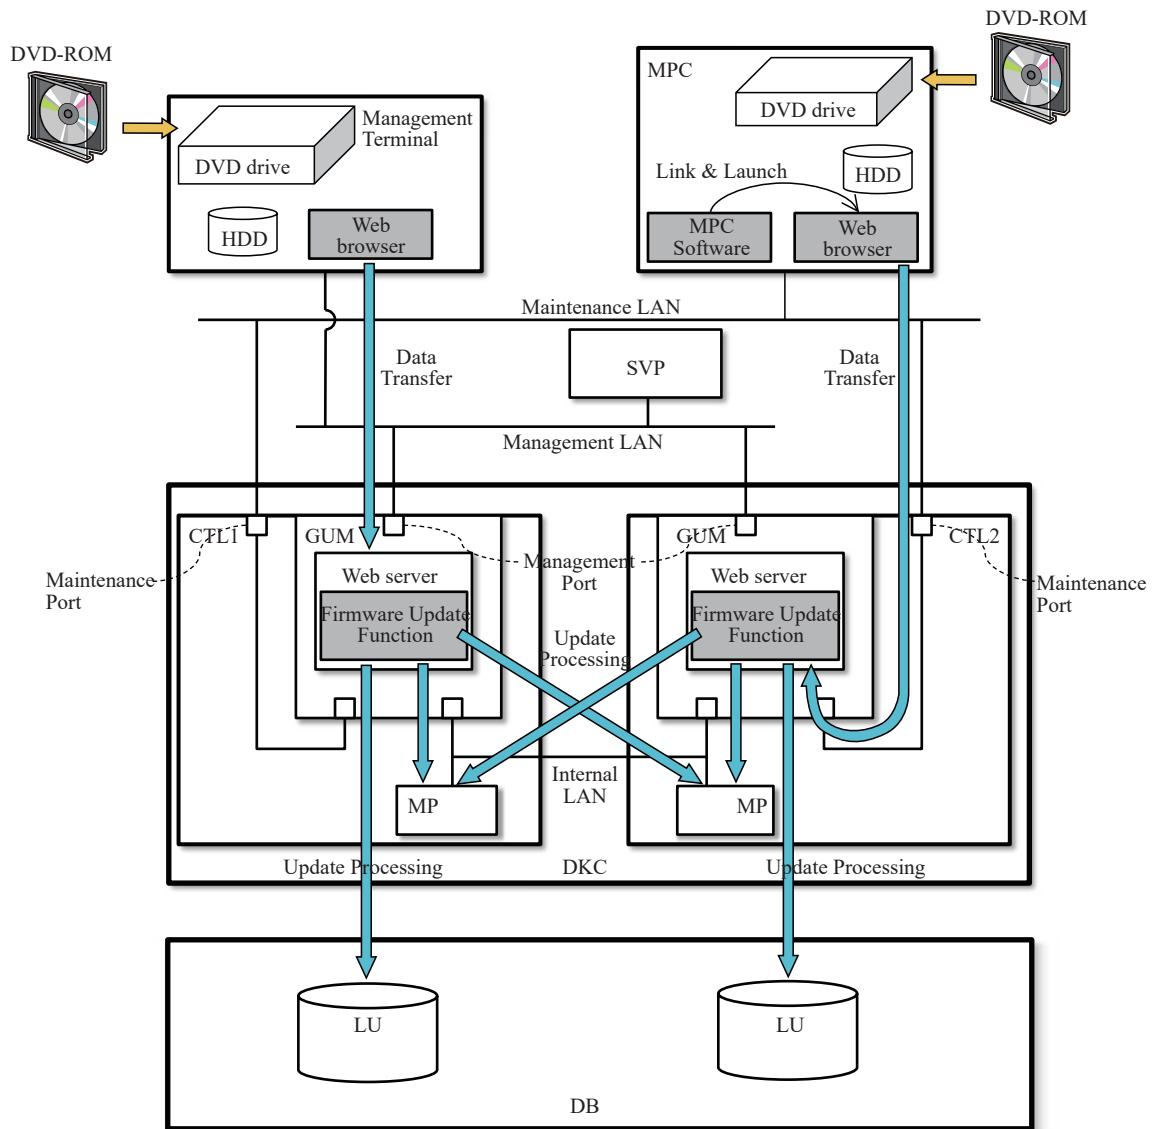 DVD-ROM
DVD-ROM
MPC
DVD drive
Management
Terminal
DVD drive
Link & Launch
HDD
HDD
Web
browser
MPC
Software
Web
browser
Maintenance LAN
Data
Transfer
SVP
Data
Transfer
Management LAN
CTL1
GUM
GUM
CTL2
Maintenance
Port
Management
Port
Maintenance
Port
Web server
Web server
Firmware Update
Function
Firmware Update
Function
Update
Processing
Internal
LAN
MP
MP
Update Processing
DKC
Update Processing
LU
LU
DB